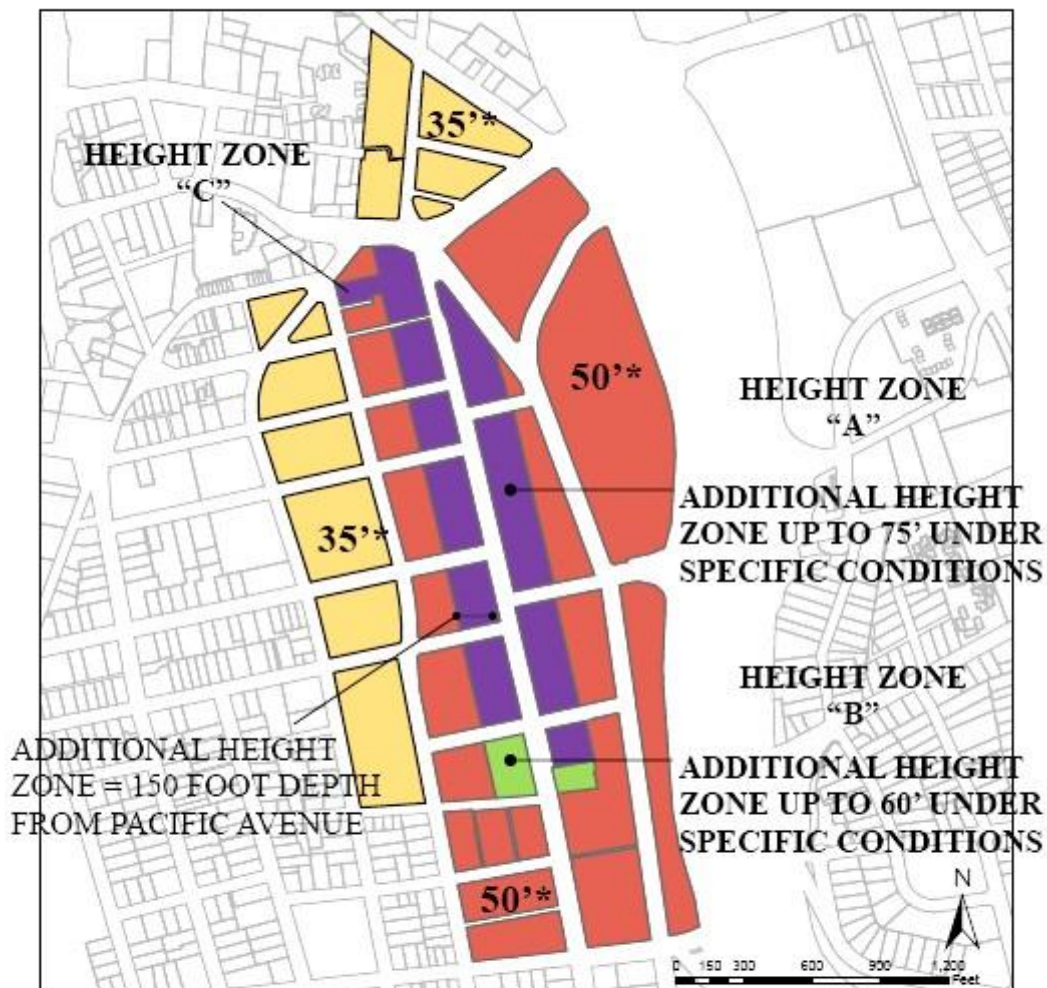 35’*
HEIGHT ZONE
“C”
50’*
HEIGHT ZONE
“A”
ADDITIONAL HEIGHT
ZONE UP TO 75’ UNDER
SPECIFIC CONDITIONS
35’*
HEIGHT ZONE
“B”
ADDITIONAL HEIGHT
ZONE = 150 FOOT DEPTH
FROM PACIFIC AVENUE
ADDITIONAL HEIGHT
ZONE UP TO 60’ UNDER
SPECIFIC CONDITIONS
50’*
N
0 150 300 600 900 1,200
Feet